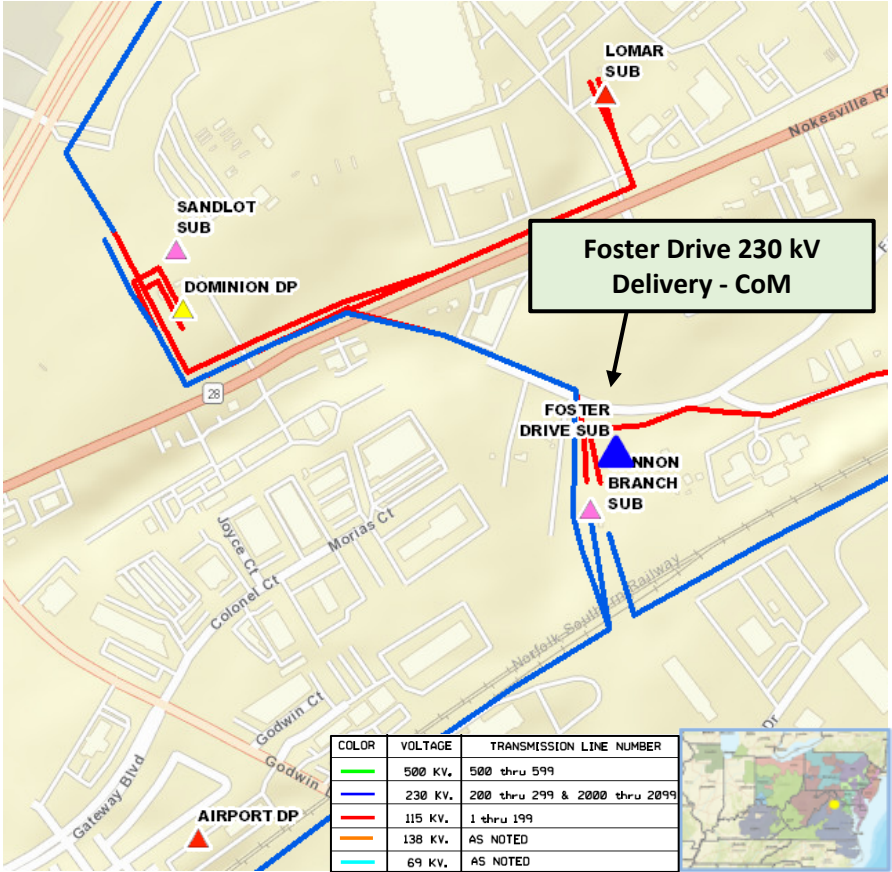 LOMAR
SUB
Nokesville
SANDLOT
SUB
Foster Drive 230 kV
Delivery - CoM
DOMINION DP
28
FOSTER
DRIVE SUB
NNON
BRANCH
SUB
Joyce Ct
Morias Ct
Colonel Ct
Norfolk Southern Railway
Godwin Ct
Dr
Godwin
Gateway Blvd
AIRPORT DP
COLOR VOLTAGE TRANSMISSION LINE NUMBER
500 KV. 500 thru 599
230 KV. 200 thru 299 & 2000 thru 2099
115 KV. 1 thru 199
138 KV. AS NOTED
69 KV. AS NOTED